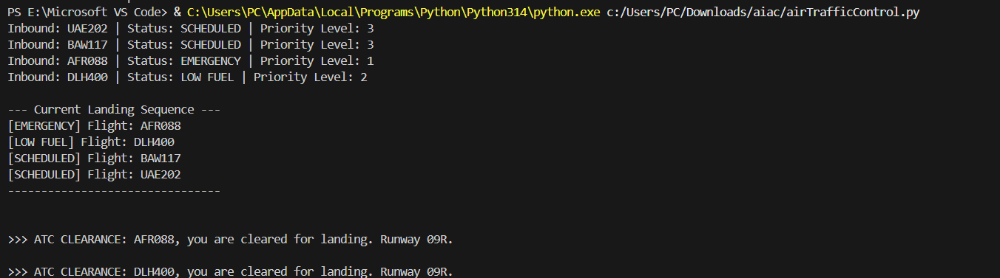 PS E:\Microsoft VS Code> & C:\Users\PC\AppData\Local\Programs\Python\Python314\python.exe c:/Users/PC/Downloads/aiac/airTrafficControl.py
Inbound: UAE202 | Status: SCHEDULED | Priority Level: 3
Inbound: BAW117 | Status: SCHEDULED | Priority Level: 3
Inbound: AFR088 | Status: EMERGENCY | Priority Level: 1
Inbound: DLH400 | Status: LOW FUEL | Priority Level: 2
--- Current Landing Sequence ---
[EMERGENCY] Flight: AFR088
[LOW FUEL] Flight: DLH400
[SCHEDULED] Flight: BAW117
[SCHEDULED] Flight: UAE202
--------------------------------
>>> ATC CLEARANCE: AFR088, you are cleared for landing. Runway 09R.
>>> ATC CLEARANCE: DLH400, you are cleared for landing. Runway 09R.